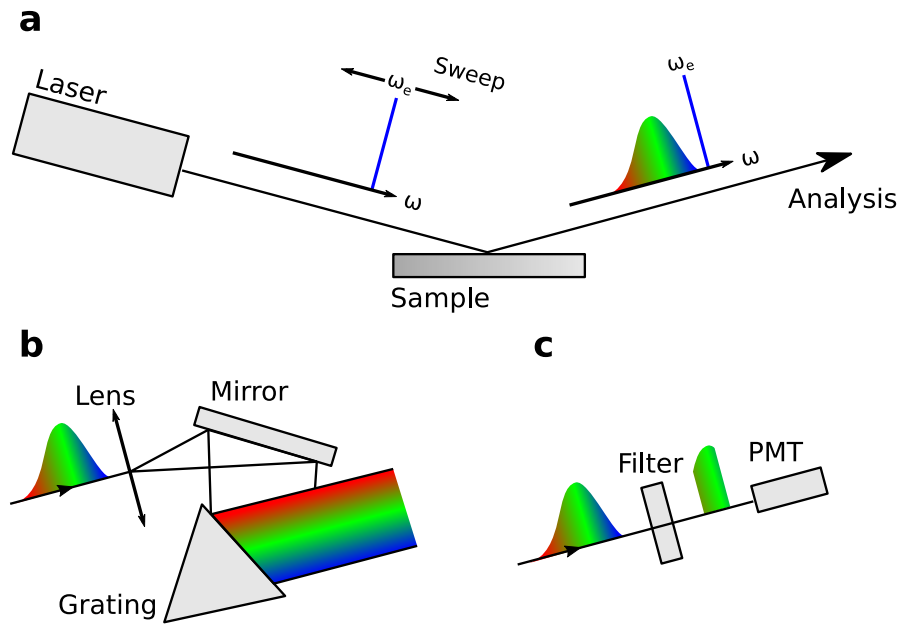 a
Laser
ωₑ
Sweep
ω
ωₑ
ω
Analysis
Sample
b
Lens
Mirror
Grating
c
Filter
PMT